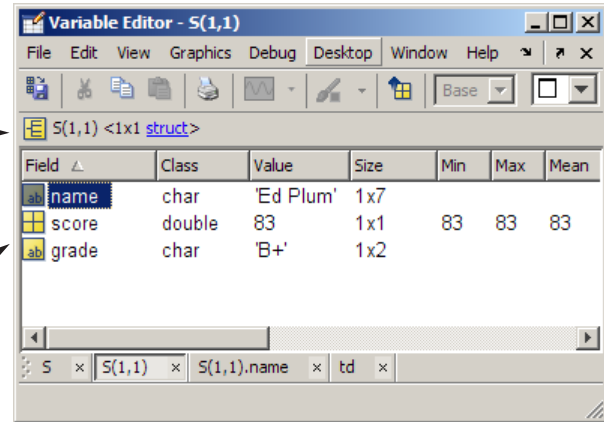 Variable Editor - S(1,1)
File Edit View Graphics Debug Desktop Window Help
Base
S(1,1) <1x1 struct>
Field Class Value Size Min Max Mean
ab name char 'Ed Plum' 1x7
score double 83 1x1 83 83 83
ab grade char 'B+' 1x2
S S(1,1) S(1,1).name td